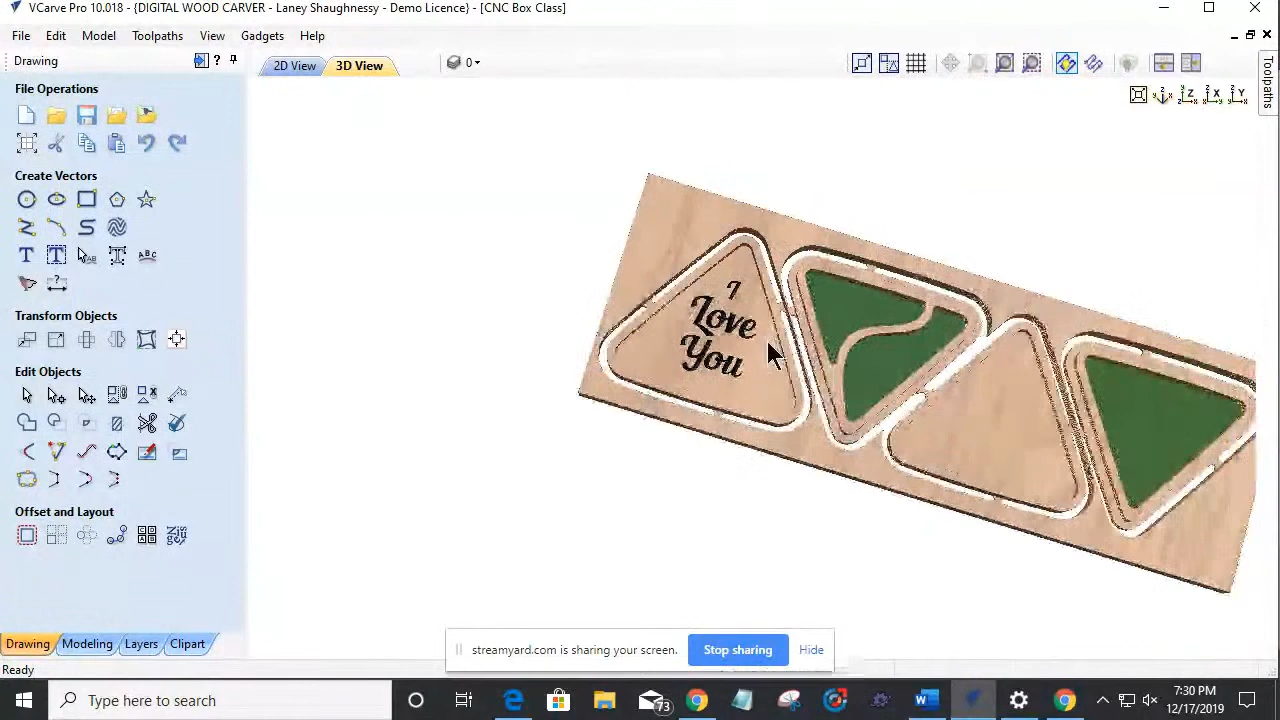 VCarve Pro 10.018 - {DIGITAL WOOD CARVER - Laney Shaughnessy - Demo Licence} - [CNC Box Class]
File Edit Model Toolpaths View Gadgets Help
Drawing
2D View 3D View
0
Toolpaths
File Operations
Create Vectors
Transform Objects
Edit Objects
Offset and Layout
I
Love
You
Drawing Modeling Layers Clipart
streamyard.com is sharing your screen. Stop sharing Hide
Ready
Type here to search
73
7:30 PM
12/17/2019